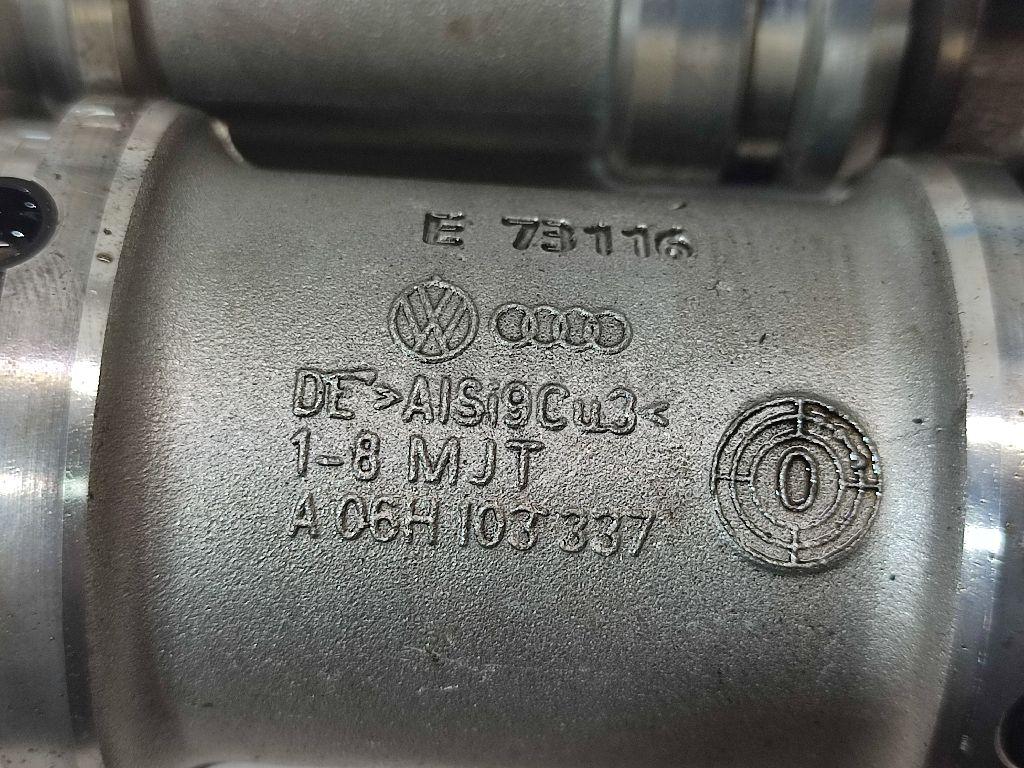 E 73116
DE >AlSi9Cu3<
1-8 MJT
A 06H 103 337
0